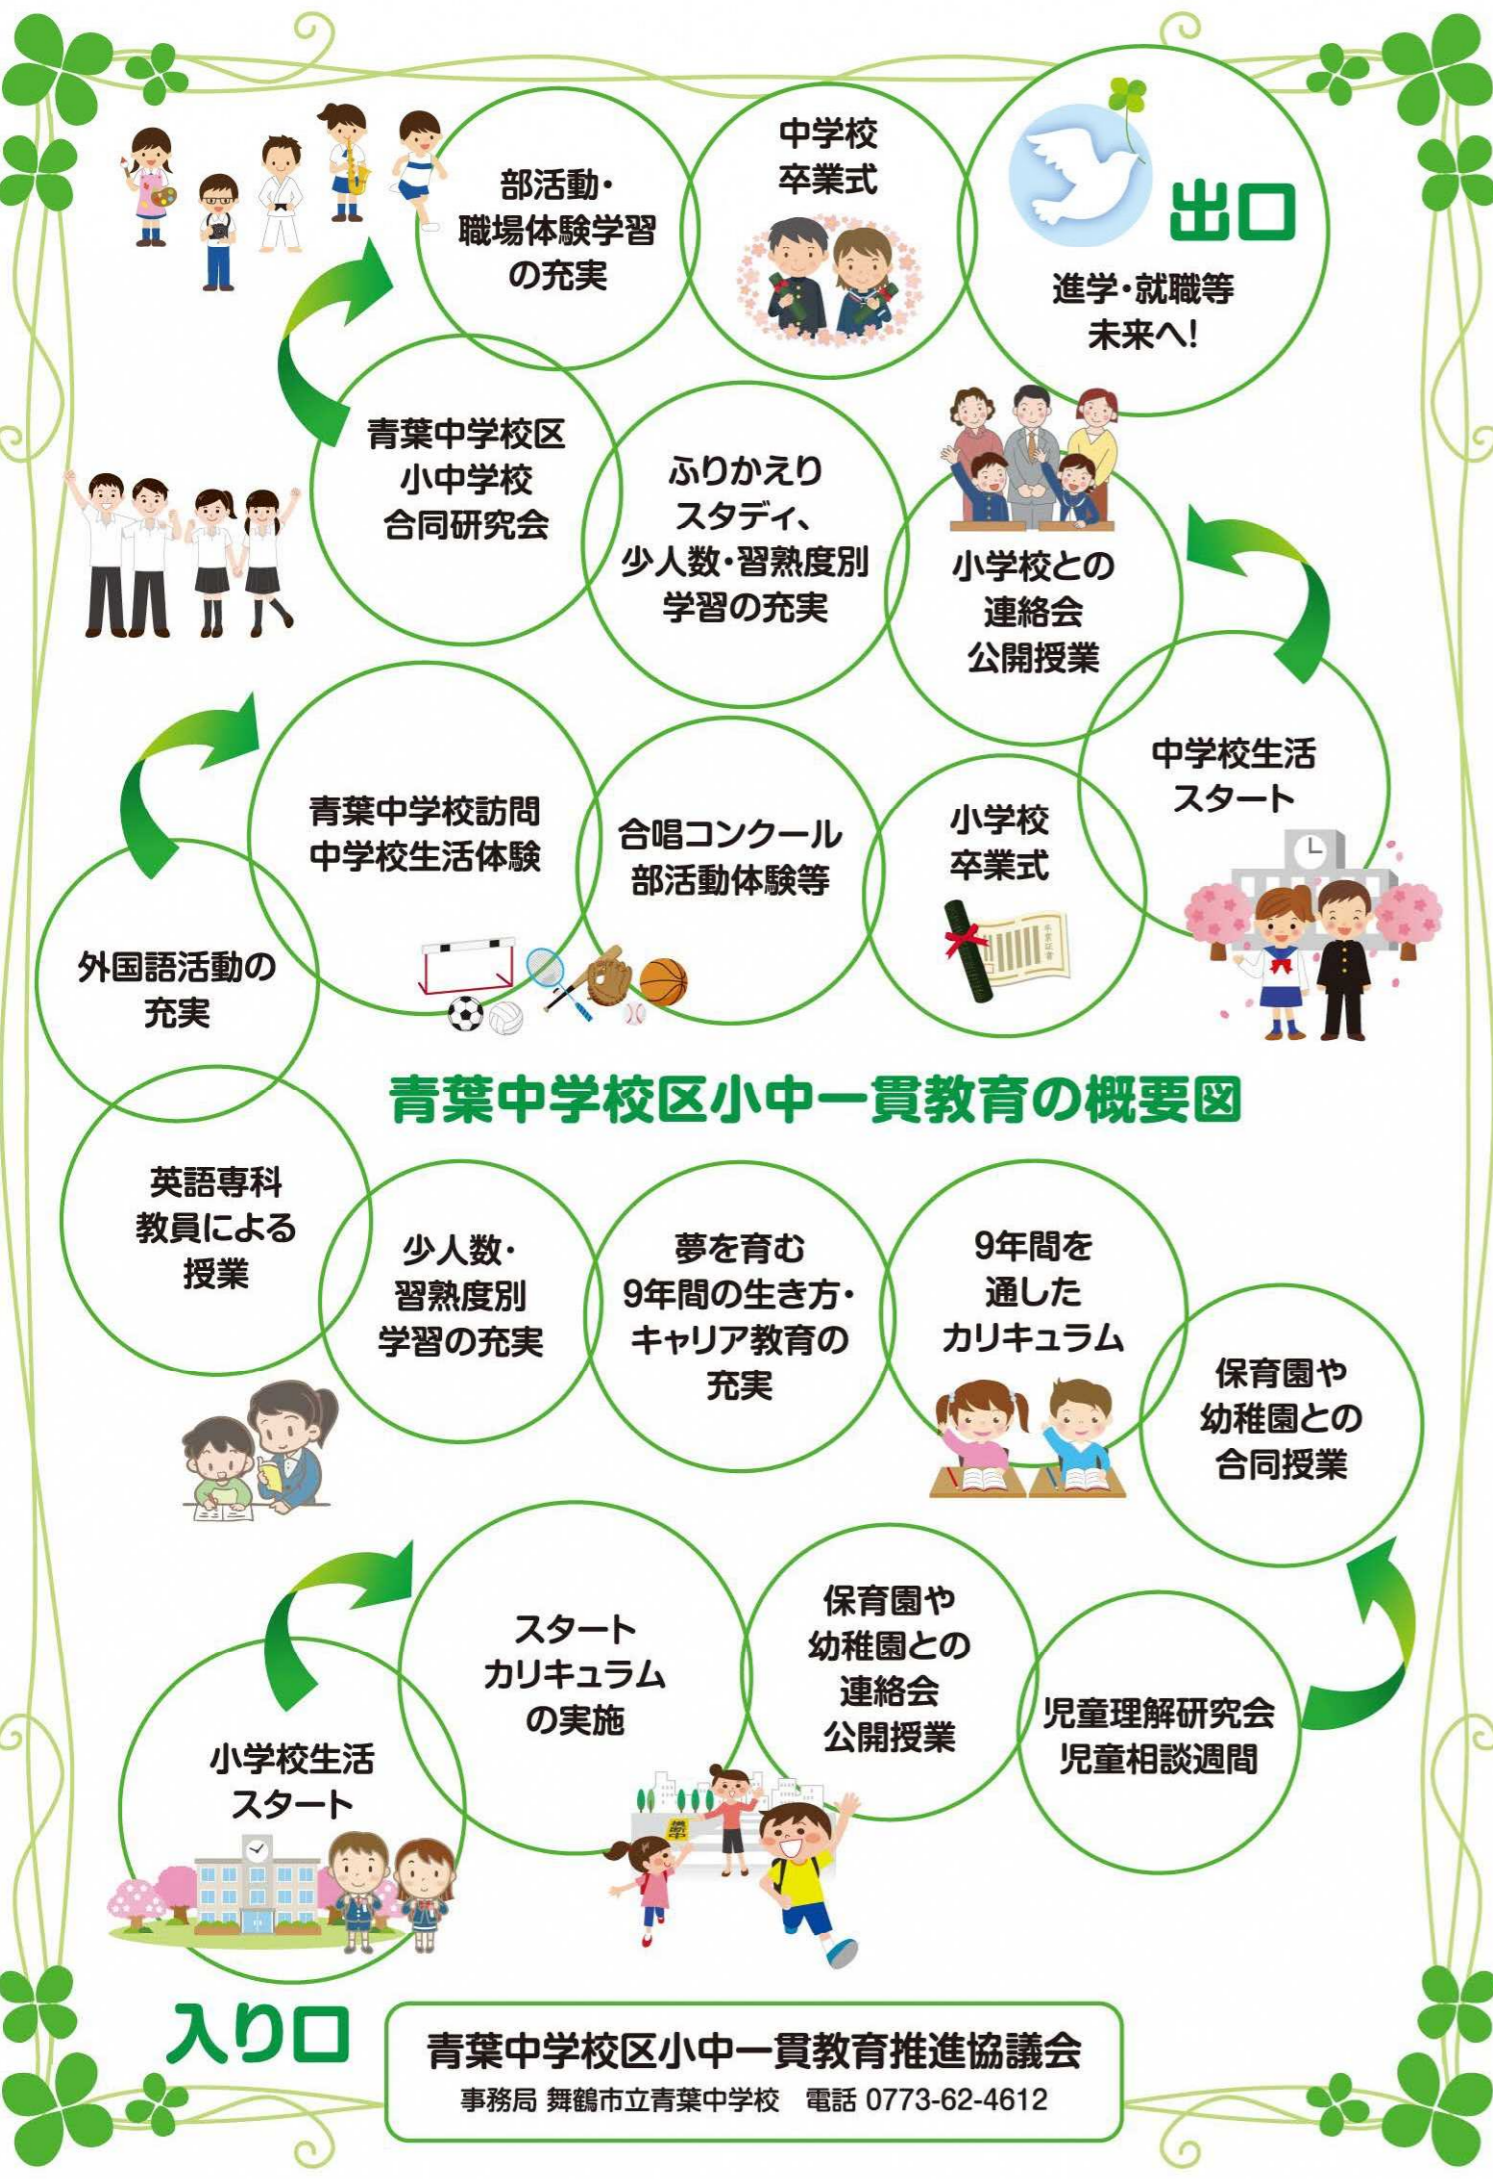 部活動・
職場体験学習
の充実
中学校
卒業式
出口
進学・就職等
未来へ!
青葉中学校区
小中学校
合同研究会
ふりかえり
スタディ、
少人数・習熟度別
学習の充実
小学校との
連絡会
公開授業
中学校生活
スタート
青葉中学校訪問
中学校生活体験
合唱コンクール
部活動体験等
小学校
卒業式
卒業証書
外国語活動の
充実
青葉中学校区小中一貫教育の概要図
英語専科
教員による
授業
少人数・
習熟度別
学習の充実
夢を育む
9年間の生き方・
キャリア教育の
充実
9年間を
通した
カリキュラム
保育園や
幼稚園との
合同授業
スタート
カリキュラム
の実施
保育園や
幼稚園との
連絡会
公開授業
児童理解研究会
児童相談週間
小学校生活
スタート
横断中
入り口
青葉中学校区小中一貫教育推進協議会
事務局 舞鶴市立青葉中学校　電話 0773-62-4612